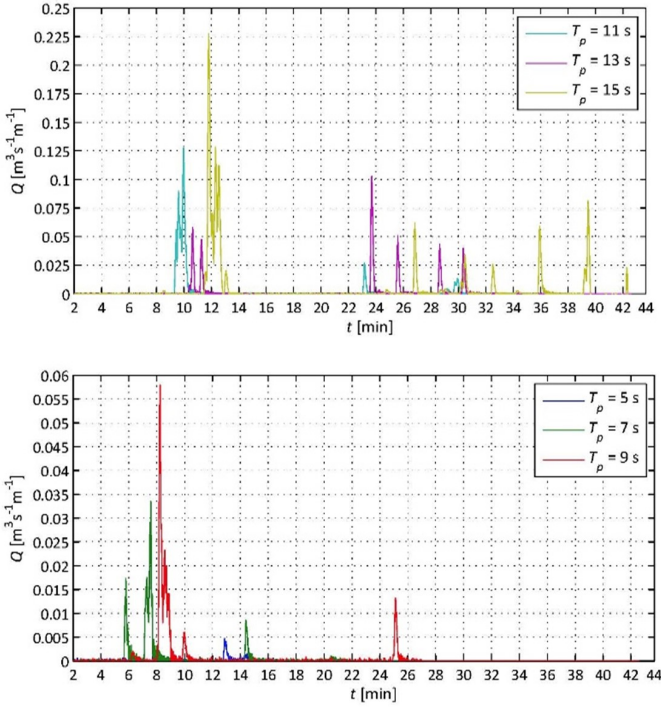 0.25
0.225
0.2
0.175
0.15
0.125
0.1
0.075
0.05
0.025
0
Q [m³s⁻¹m⁻¹]
Tp = 11 s
Tp = 13 s
Tp = 15 s
2 4 6 8 10 12 14 16 18 20 22 24 26 28 30 32 34 36 38 40 42 44
t [min]
0.06
0.055
0.05
0.045
0.04
0.035
0.03
0.025
0.02
0.015
0.01
0.005
0
Q [m³s⁻¹m⁻¹]
Tp = 5 s
Tp = 7 s
Tp = 9 s
2 4 6 8 10 12 14 16 18 20 22 24 26 28 30 32 34 36 38 40 42 44
t [min]